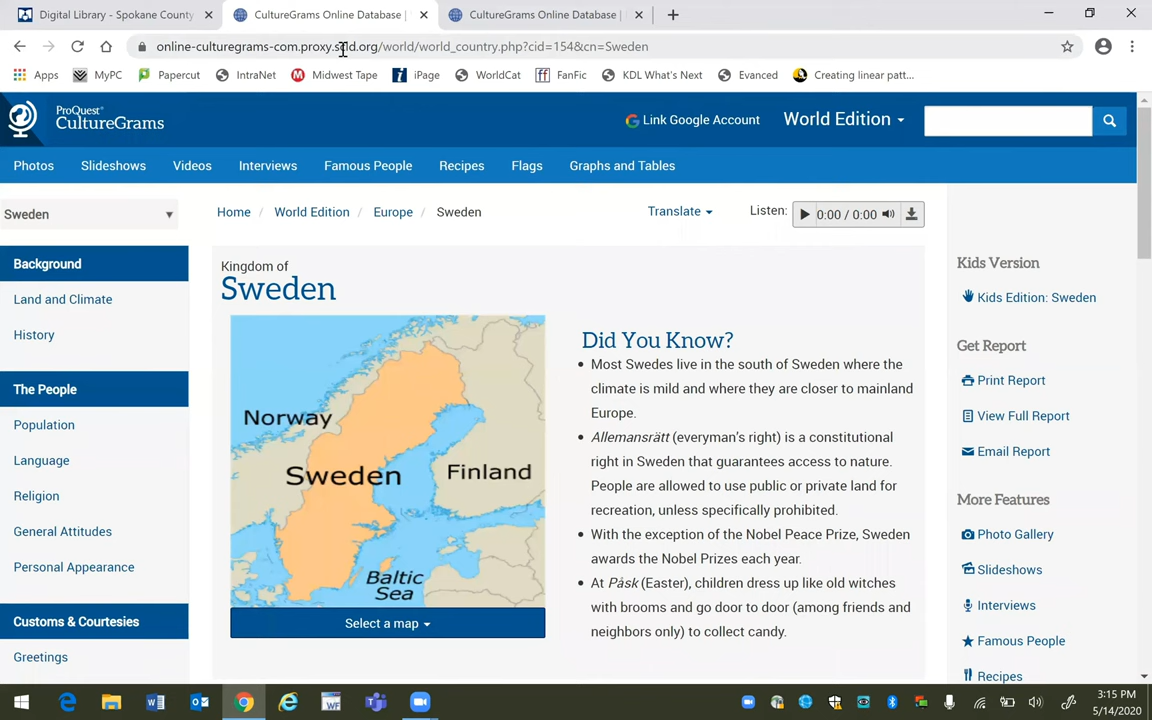 Digital Library - Spokane County
CultureGrams Online Database |
CultureGrams Online Database |
online-culturegrams-com.proxy.scld.org/world/world_country.php?cid=154&cn=Sweden
Apps
MyPC
Papercut
IntraNet
Midwest Tape
iPage
WorldCat
FanFic
KDL What's Next
Evanced
Creating linear patt...
ProQuest®
CultureGrams
Link Google Account
World Edition
Photos
Slideshows
Videos
Interviews
Famous People
Recipes
Flags
Graphs and Tables
Sweden
Home / World Edition / Europe / Sweden
Translate
Listen:
0:00 / 0:00
Background
Land and Climate
History
The People
Population
Language
Religion
General Attitudes
Personal Appearance
Customs & Courtesies
Greetings
Kingdom of
Sweden
Norway
Sweden
Finland
Baltic
Sea
Select a map
Did You Know?
• Most Swedes live in the south of Sweden where the
climate is mild and where they are closer to mainland
Europe.
• Allemansrätt (everyman's right) is a constitutional
right in Sweden that guarantees access to nature.
People are allowed to use public or private land for
recreation, unless specifically prohibited.
• With the exception of the Nobel Peace Prize, Sweden
awards the Nobel Prizes each year.
• At Påsk (Easter), children dress up like old witches
with brooms and go door to door (among friends and
neighbors only) to collect candy.
Kids Version
Kids Edition: Sweden
Get Report
Print Report
View Full Report
Email Report
More Features
Photo Gallery
Slideshows
Interviews
Famous People
Recipes
3:15 PM
5/14/2020